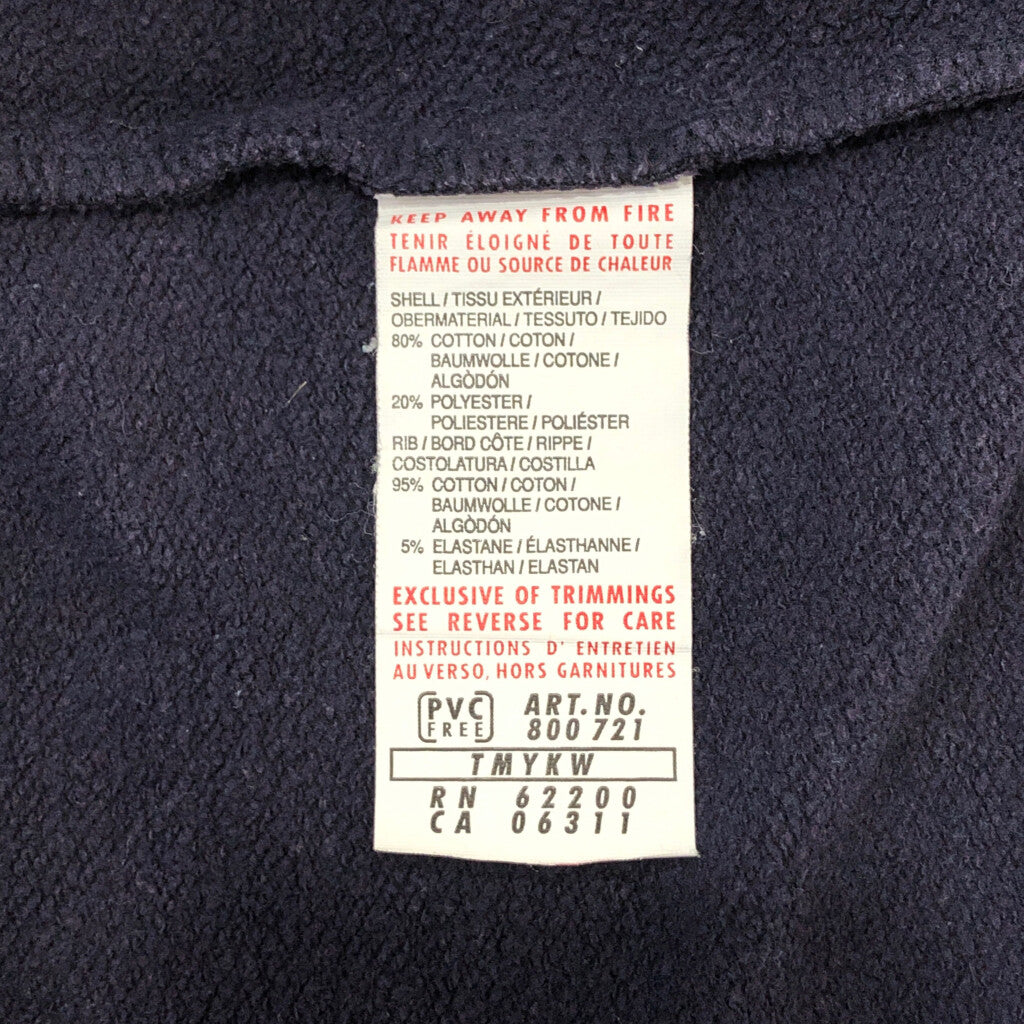 KEEP AWAY FROM FIRE
TENIR ÉLOIGNÉ DE TOUTE
FLAMME OU SOURCE DE CHALEUR
SHELL / TISSU EXTÉRIEUR /
OBERMATERIAL / TESSUTO / TEJIDO
80% COTTON / COTON /
BAUMWOLLE / COTONE /
ALGÒDÓN
20% POLYESTER /
POLIESTERE / POLIÉSTER
RIB / BORD CÔTE / RIPPE /
COSTOLATURA / COSTILLA
95% COTTON / COTON /
BAUMWOLLE / COTONE /
ALGÒDÓN
5% ELASTANE / ÉLASTHANNE /
ELASTHAN / ELASTAN
EXCLUSIVE OF TRIMMINGS
SEE REVERSE FOR CARE
INSTRUCTIONS D' ENTRETIEN
AU VERSO, HORS GARNITURES
PVC FREE
ART.NO.
800 721
TMYKW
RN 62200
CA 06311